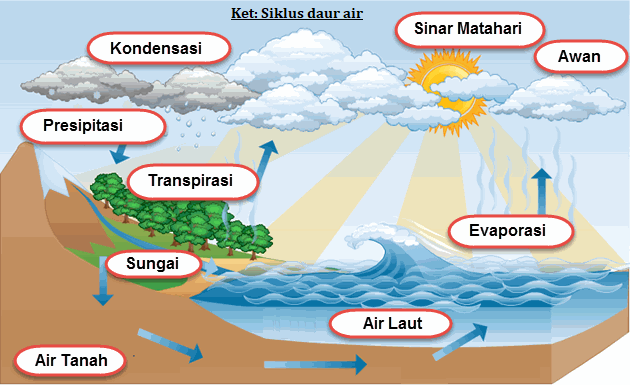 Ket: Siklus daur air
Sinar Matahari
Kondensasi
Awan
Presipitasi
Transpirasi
Evaporasi
Sungai
Air Laut
Air Tanah